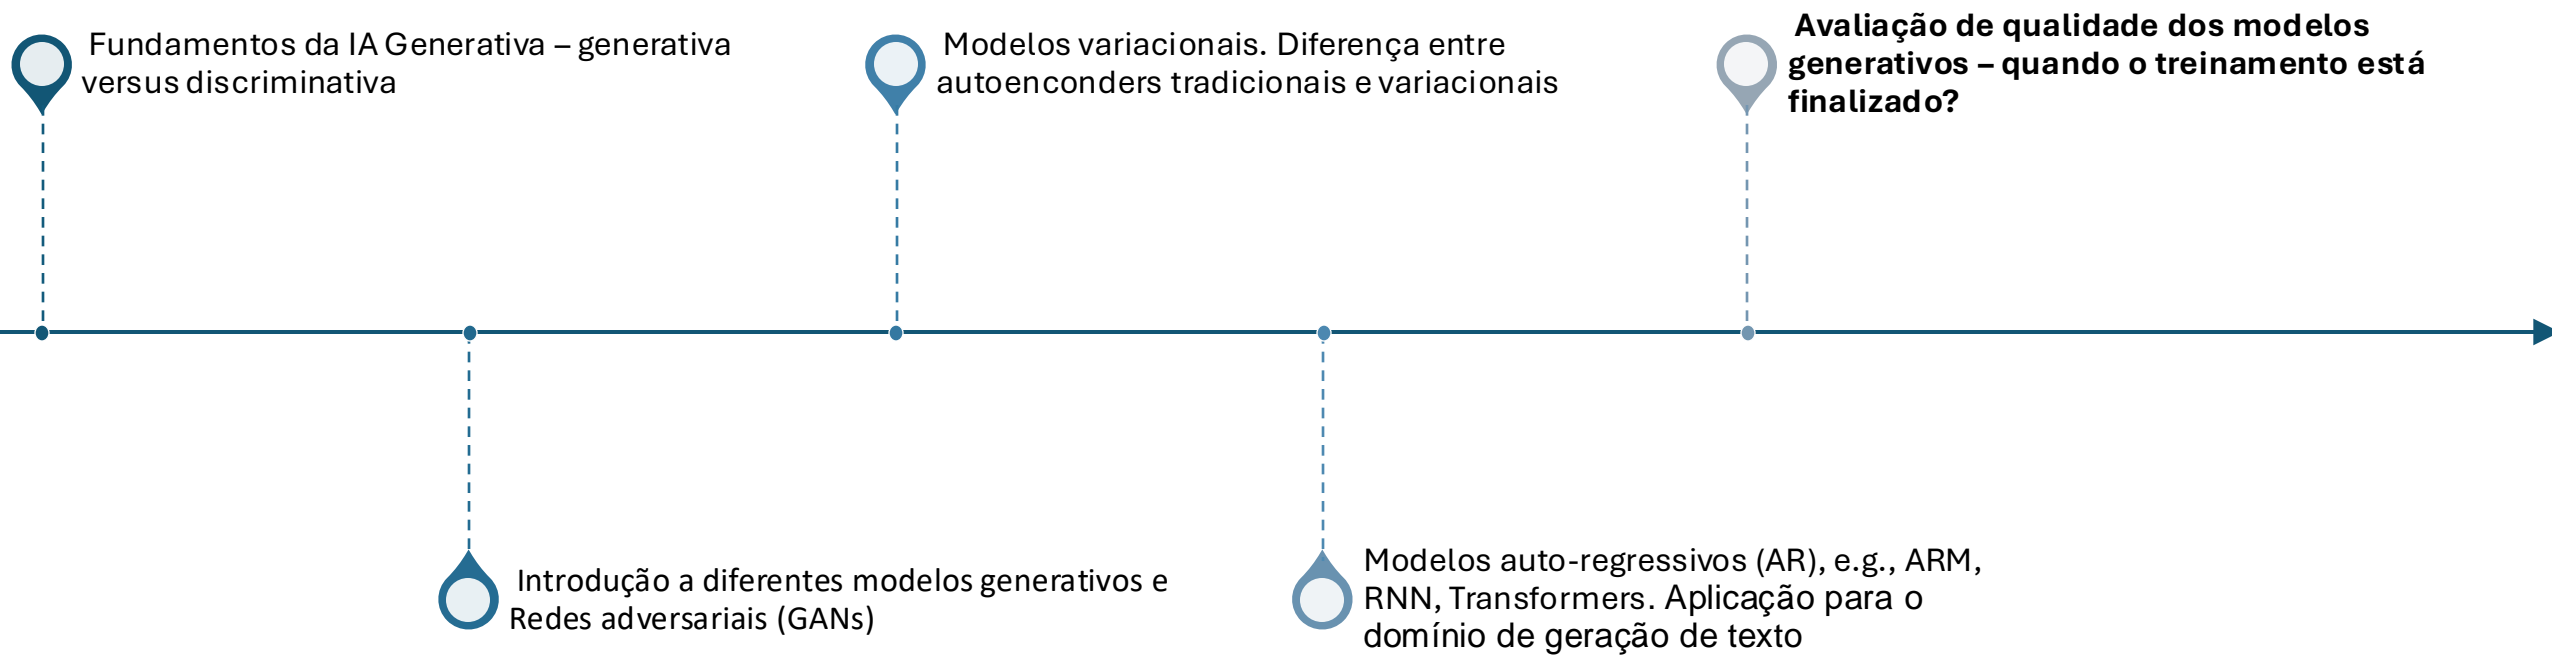 Fundamentos da IA Generativa – generativa
versus discriminativa
Modelos variacionais. Diferença entre
autoenconders tradicionais e variacionais
Avaliação de qualidade dos modelos
generativos – quando o treinamento está
finalizado?
Introdução a diferentes modelos generativos e
Redes adversariais (GANs)
Modelos auto-regressivos (AR), e.g., ARM,
RNN, Transformers. Aplicação para o
domínio de geração de texto